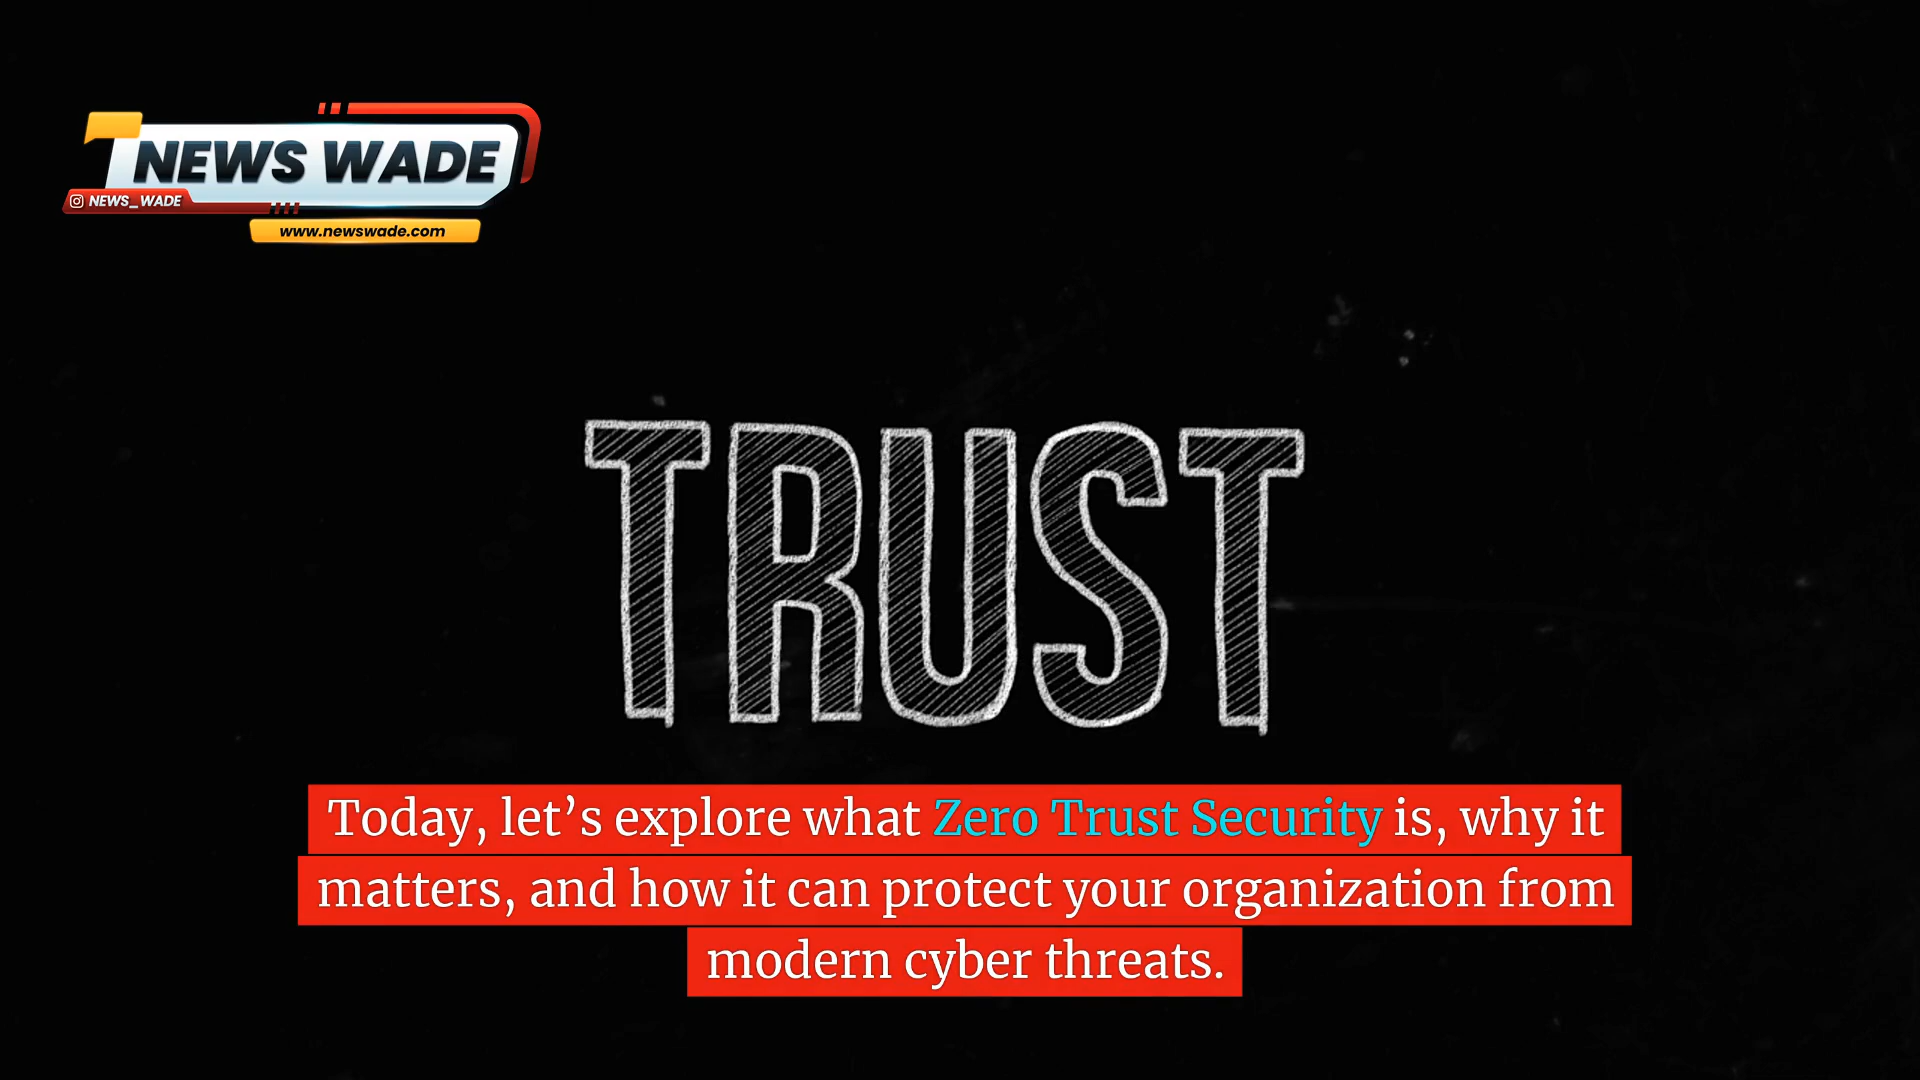 NEWS WADE
NEWS_WADE
www.newswade.com
TRUST
Today, let’s explore what Zero Trust Security is, why it
matters, and how it can protect your organization from
modern cyber threats.